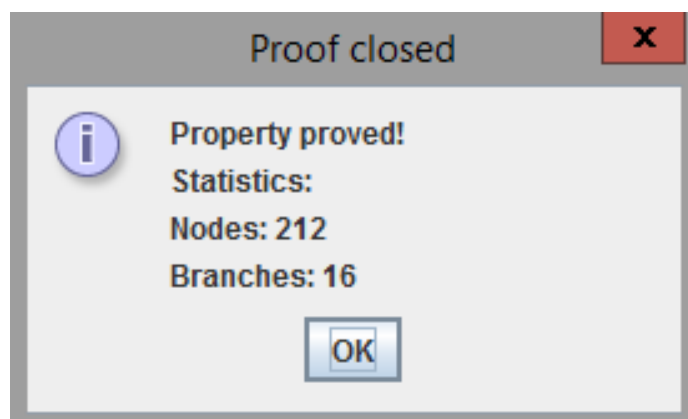 Proof closed
x
i
Property proved!
Statistics:
Nodes: 212
Branches: 16
OK